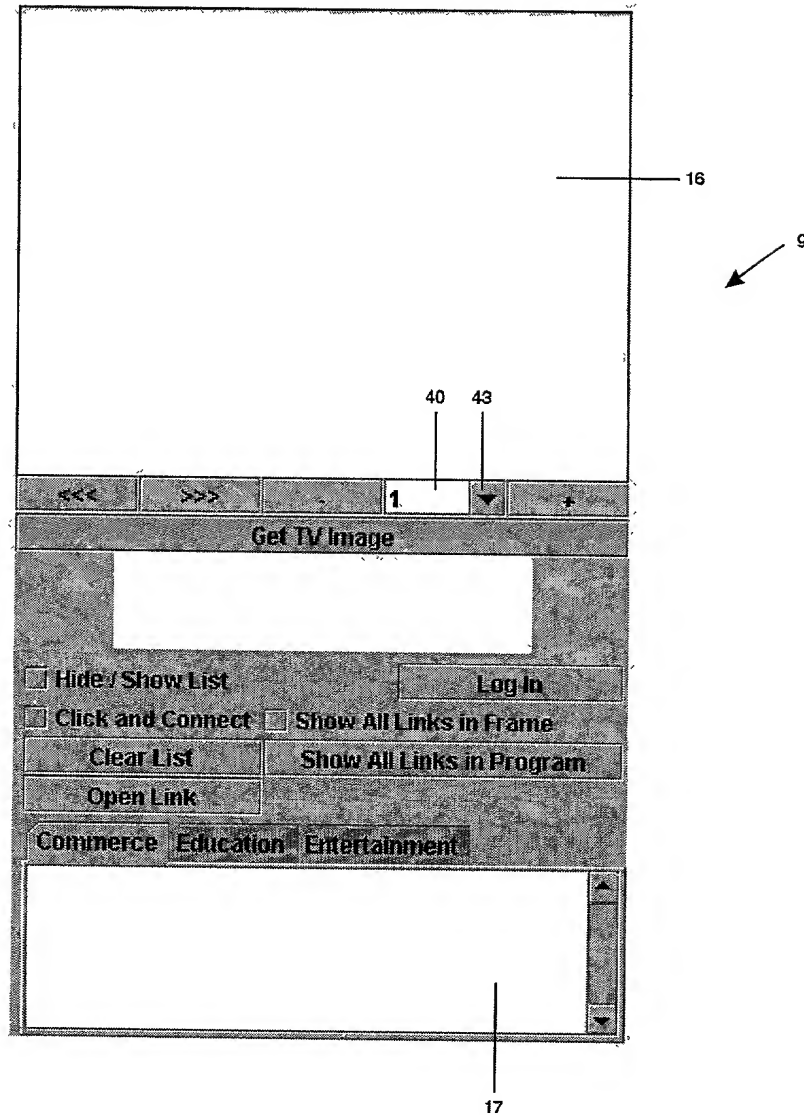 16
9
40 43
<<< >>> - 1 +
Get TV Image
Hide / Show List Log In
Click and Connect Show All Links in Frame
Clear List Show All Links in Program
Open Link
Commerce Education Entertainment
17